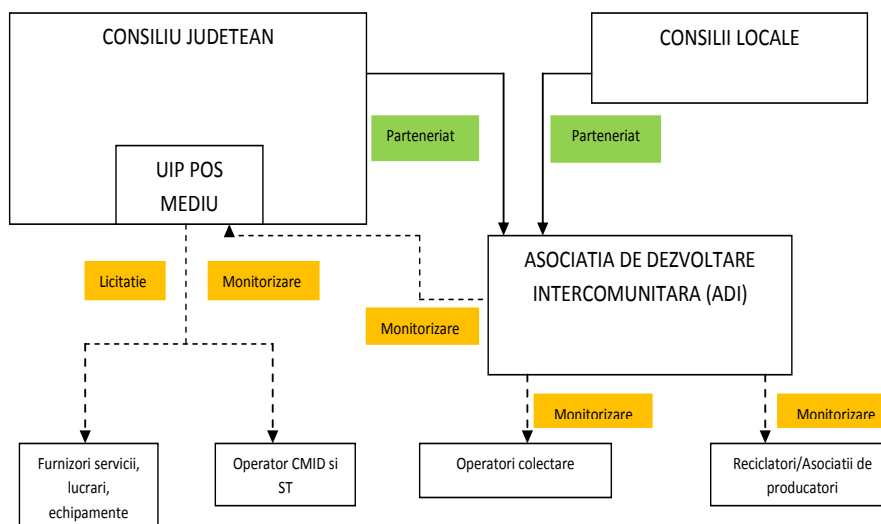 CONSILIU JUDETEAN
CONSILII LOCALE
Parteneriat
Parteneriat
UIP POS
MEDIU
ASOCIATIA DE DEZVOLTARE
INTERCOMUNITARA (ADI)
Licitatie
Monitorizare
Monitorizare
Monitorizare
Monitorizare
Furnizori servicii,
lucrari,
echipamente
Operator CMID si
ST
Operatori colectare
Reciclatori/Asociatii de
producatori